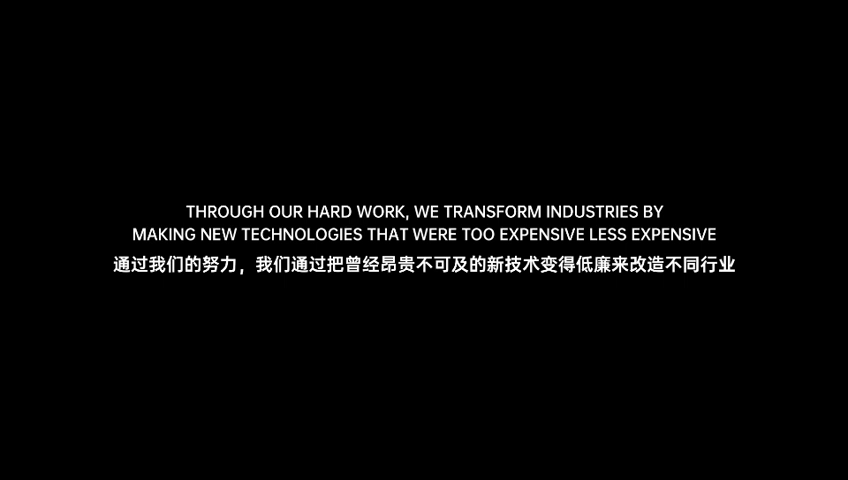 THROUGH OUR HARD WORK, WE TRANSFORM INDUSTRIES BY
MAKING NEW TECHNOLOGIES THAT WERE TOO EXPENSIVE LESS EXPENSIVE
通过我们的努力，我们通过把曾经昂贵不可及的新技术变得低廉来改造不同行业